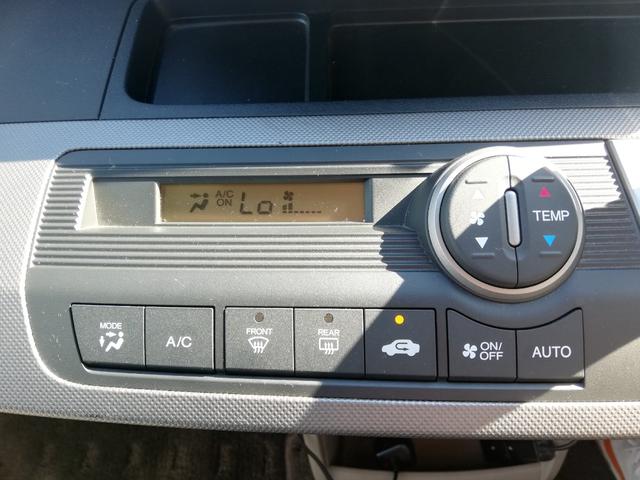 A/C
ON
Lo
TEMP
MODE
A/C
FRONT
REAR
ON/
OFF
AUTO